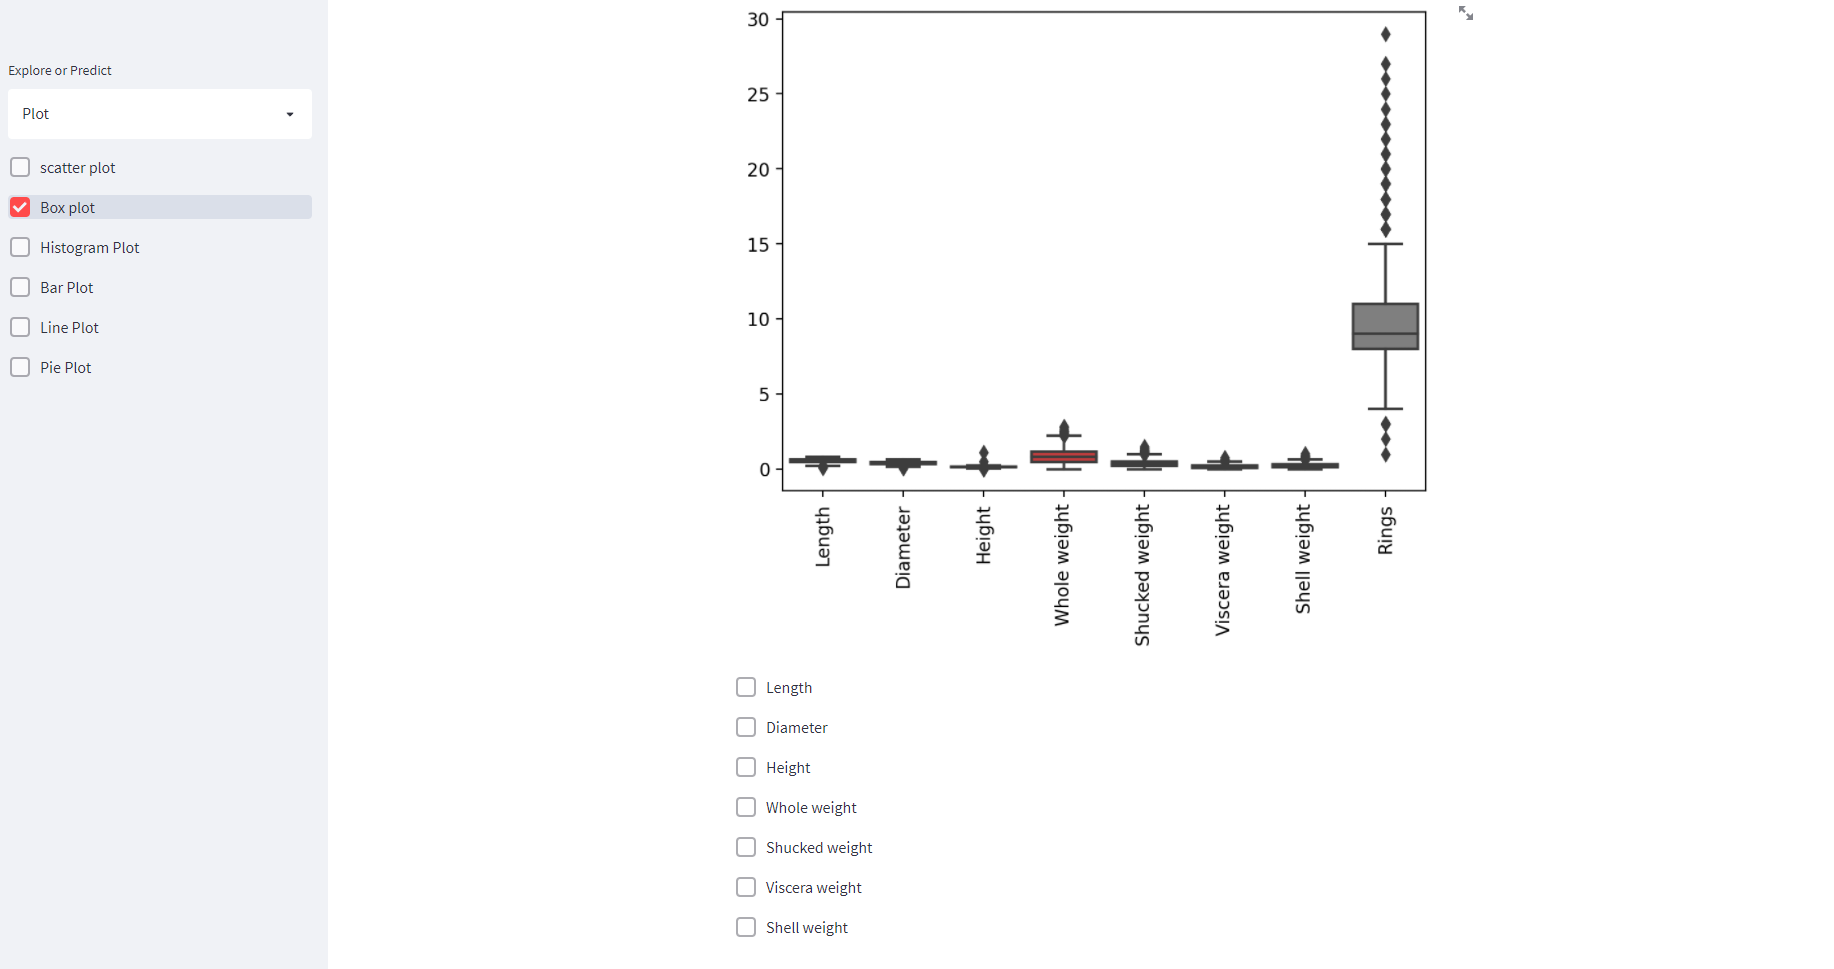 Explore or Predict
Plot
scatter plot
Box plot
Histogram Plot
Bar Plot
Line Plot
Pie Plot
30
25
20
15
10
5
0
Length
Diameter
Height
Whole weight
Shucked weight
Viscera weight
Shell weight
Rings
Length
Diameter
Height
Whole weight
Shucked weight
Viscera weight
Shell weight